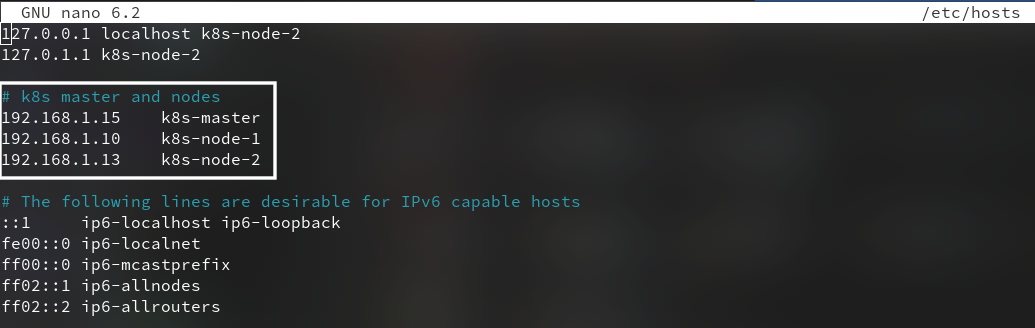 GNU nano 6.2 /etc/hosts
127.0.0.1 localhost k8s-node-2
127.0.1.1 k8s-node-2
# k8s master and nodes
192.168.1.15    k8s-master
192.168.1.10    k8s-node-1
192.168.1.13    k8s-node-2
# The following lines are desirable for IPv6 capable hosts
::1     ip6-localhost ip6-loopback
fe00::0 ip6-localnet
ff00::0 ip6-mcastprefix
ff02::1 ip6-allnodes
ff02::2 ip6-allrouters